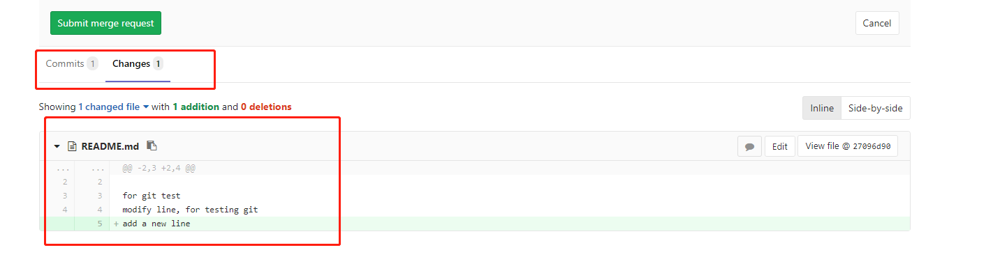 Submit merge request Cancel
Commits 1 Changes 1
Showing 1 changed file with 1 addition and 0 deletions Inline Side-by-side
README.md Edit View file @ 27096d90
... ... @@ -2,3 +2,4 @@
2 2
3 3 for git test
4 4 modify line, for testing git
5 + add a new line